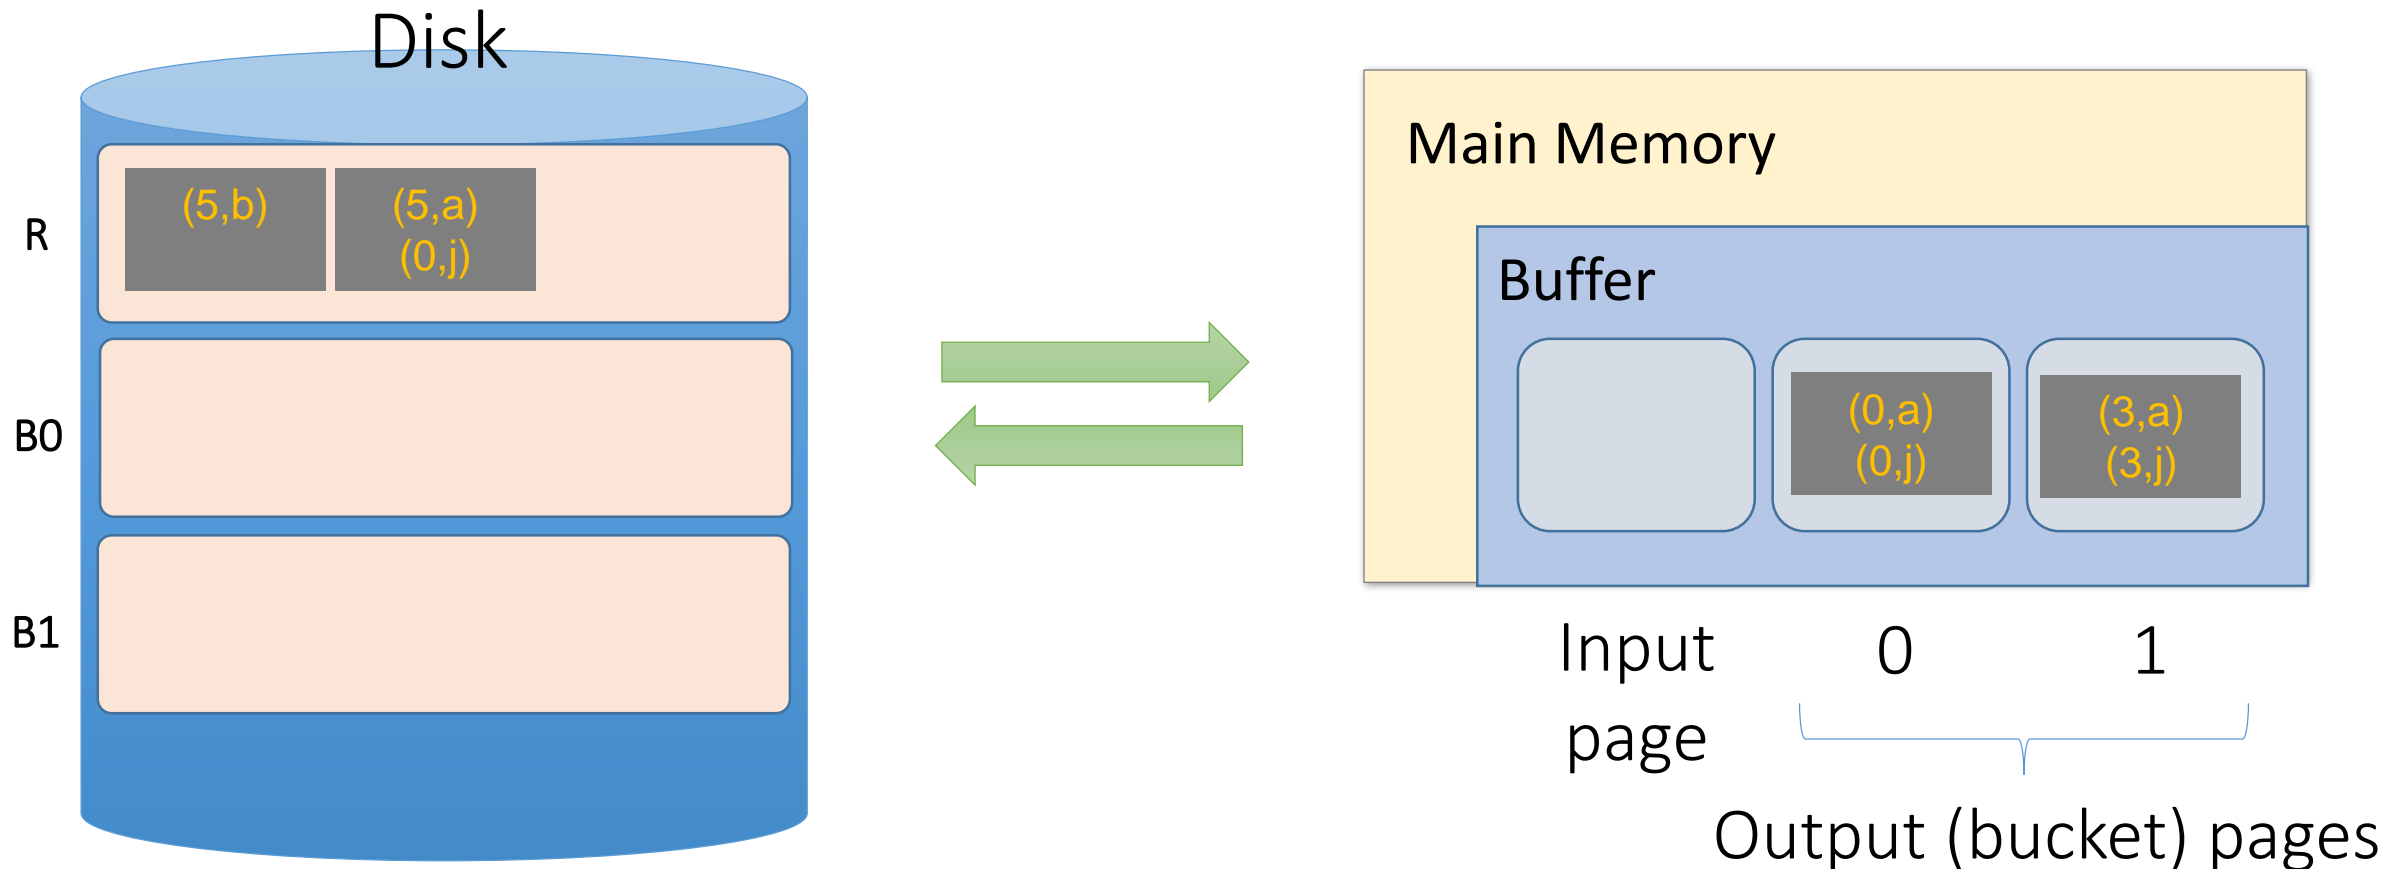 Disk
R
(5,b)
(5,a)
(0,j)
B0
B1
Main Memory
Buffer
(0,a)
(0,j)
(3,a)
(3,j)
Input
page
0
1
Output (bucket) pages